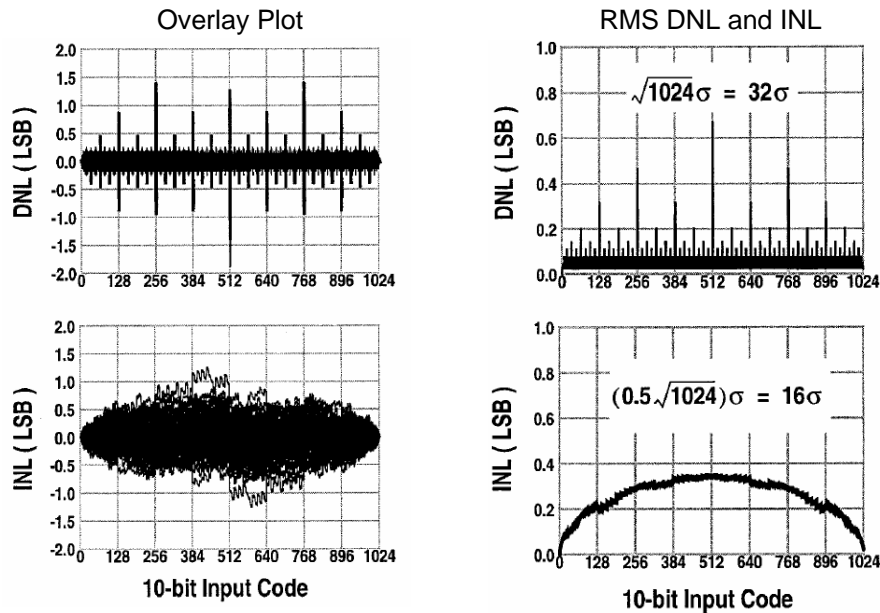 Overlay Plot
2.0
1.5
1.0
0.5
0.0
-0.5
-1.0
-1.5
-2.0
DNL ( LSB )
0 128 256 384 512 640 768 896 1024
RMS DNL and INL
1.0
0.8
0.6
0.4
0.2
0.0
DNL ( LSB )
√1024σ = 32σ
0 128 256 384 512 640 768 896 1024
2.0
1.5
1.0
0.5
0.0
-0.5
-1.0
-1.5
-2.0
INL ( LSB )
0 128 256 384 512 640 768 896 1024
10-bit Input Code
1.0
0.8
0.6
0.4
0.2
0.0
INL ( LSB )
(0.5√1024)σ = 16σ
0 128 256 384 512 640 768 896 1024
10-bit Input Code